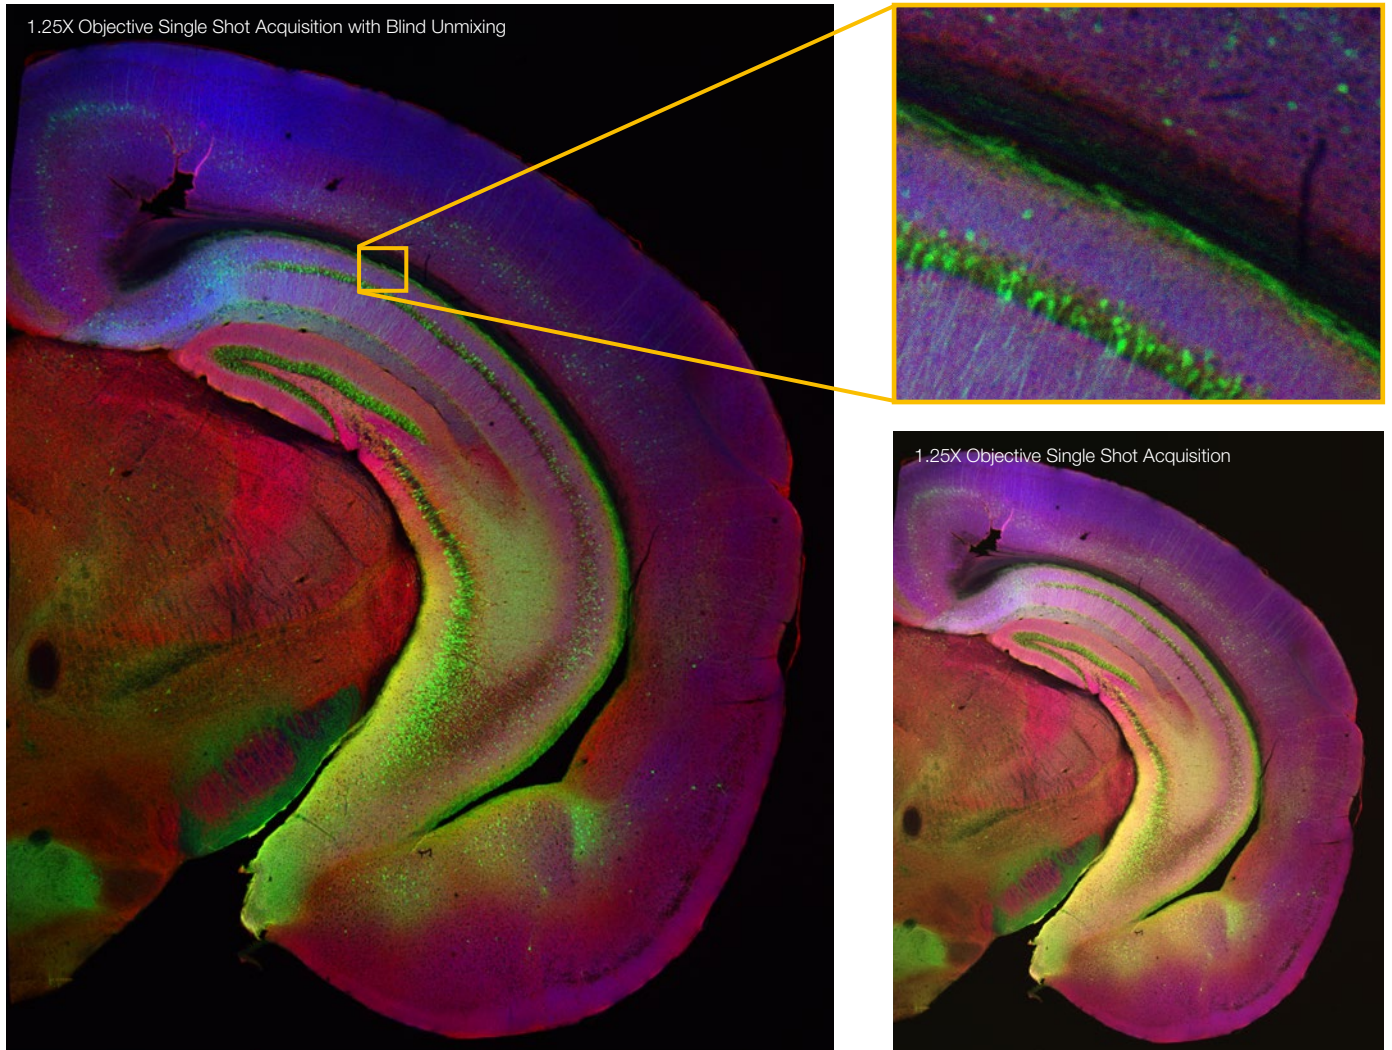 1.25X Objective Single Shot Acquisition with Blind Unmixing
1.25X Objective Single Shot Acquisition